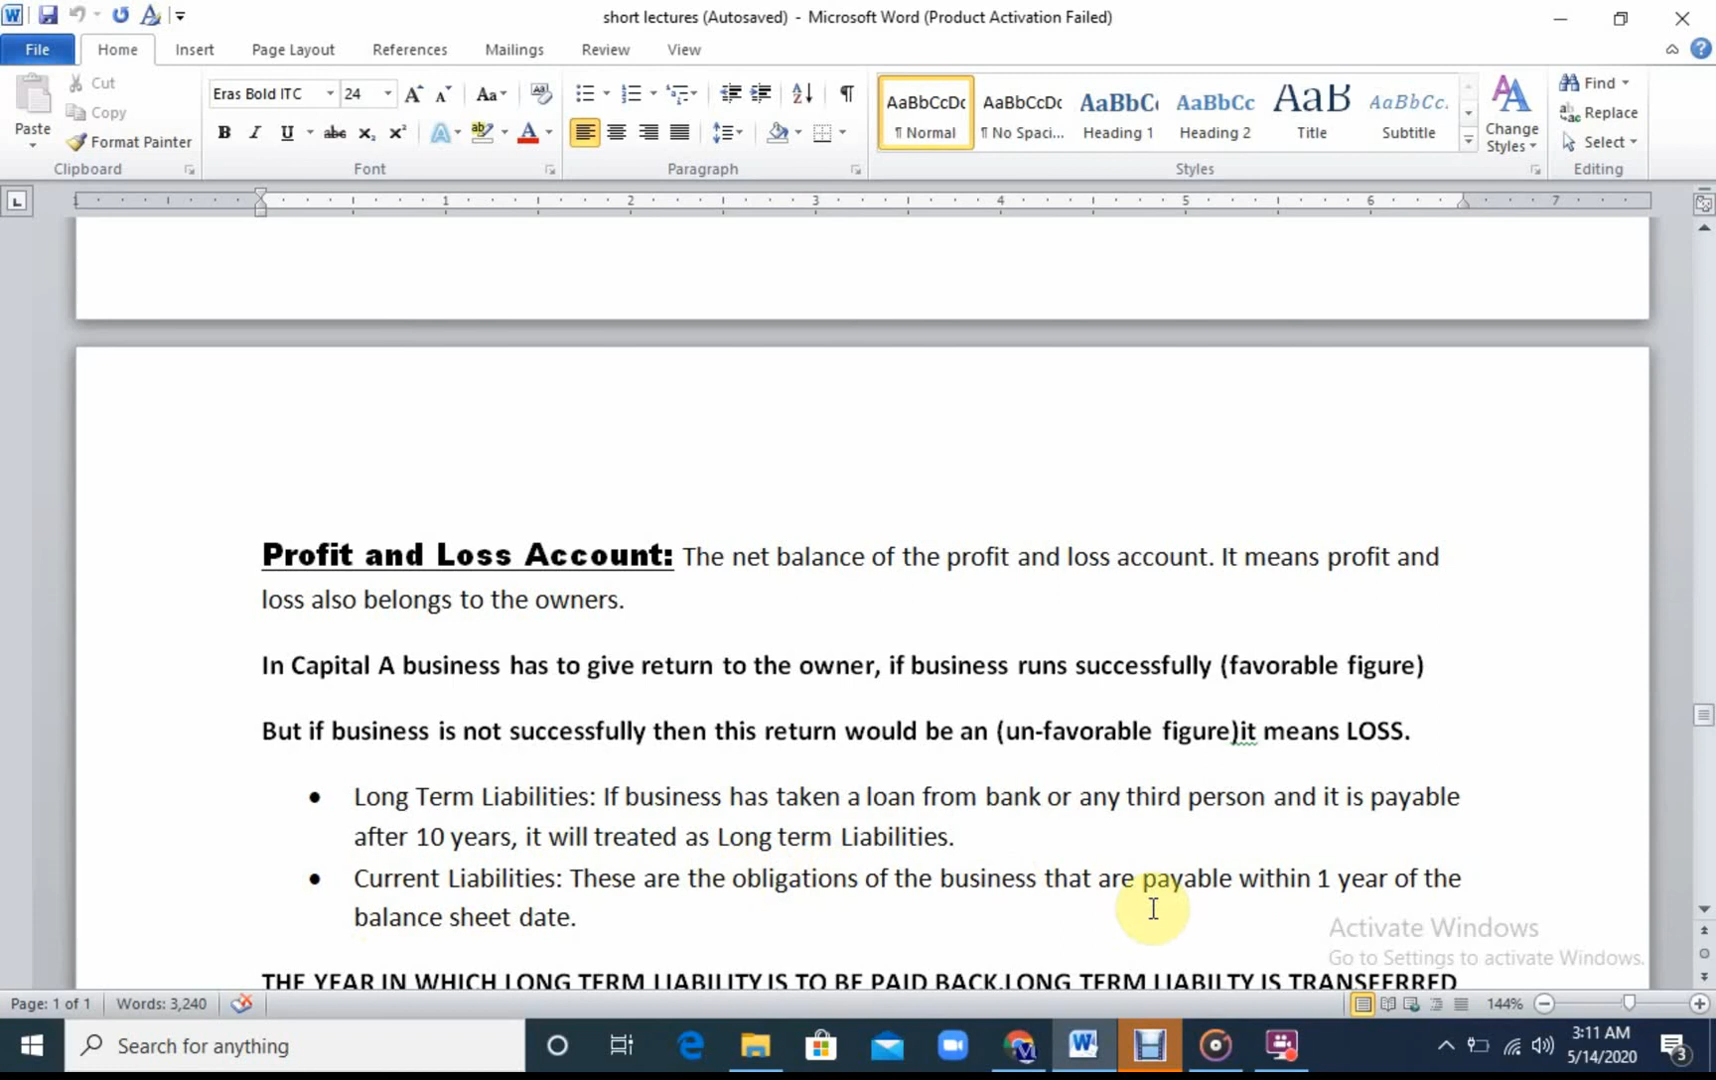 short lectures (Autosaved) - Microsoft Word (Product Activation Failed)
File Home Insert Page Layout References Mailings Review View
Cut
Copy
Format Painter
Paste
Clipboard
Eras Bold ITC 24
Font
Paragraph
AaBbCcDc AaBbCcDc AaBbC AaBbCc AaB AaBbCc.
¶ Normal ¶ No Spaci... Heading 1 Heading 2 Title Subtitle
Change
Styles
Styles
Find
Replace
Select
Editing
1 2 3 4 5 6 7
Profit and Loss Account: The net balance of the profit and loss account. It means profit and
loss also belongs to the owners.
In Capital A business has to give return to the owner, if business runs successfully (favorable figure)
But if business is not successfully then this return would be an (un-favorable figure)it means LOSS.
• Long Term Liabilities: If business has taken a loan from bank or any third person and it is payable
after 10 years, it will treated as Long term Liabilities.
• Current Liabilities: These are the obligations of the business that are payable within 1 year of the
balance sheet date.
THE YEAR IN WHICH LONG TERM LIABILITY IS TO BE PAID BACK.LONG TERM LIABILTY IS TRANSFERRED
Activate Windows
Go to Settings to activate Windows.
Page: 1 of 1 Words: 3,240 144%
Search for anything
3:11 AM
5/14/2020
3